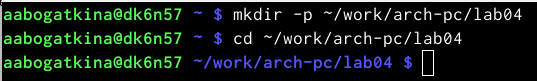 aabogatkina@dk6n57 ~ $ mkdir -p ~/work/arch-pc/lab04
aabogatkina@dk6n57 ~ $ cd ~/work/arch-pc/lab04
aabogatkina@dk6n57 ~/work/arch-pc/lab04 $